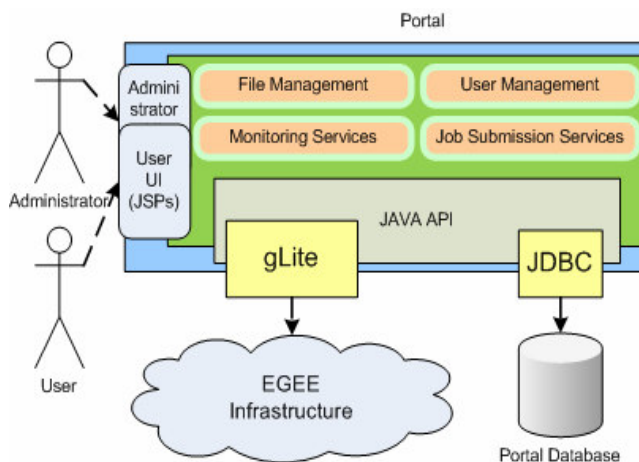 Portal
Admini
strator
File Management
User Management
Monitoring Services
Job Submission Services
User
UI
(JSPs)
Administrator
JAVA API
gLite
JDBC
User
EGEE
Infrastructure
Portal Database